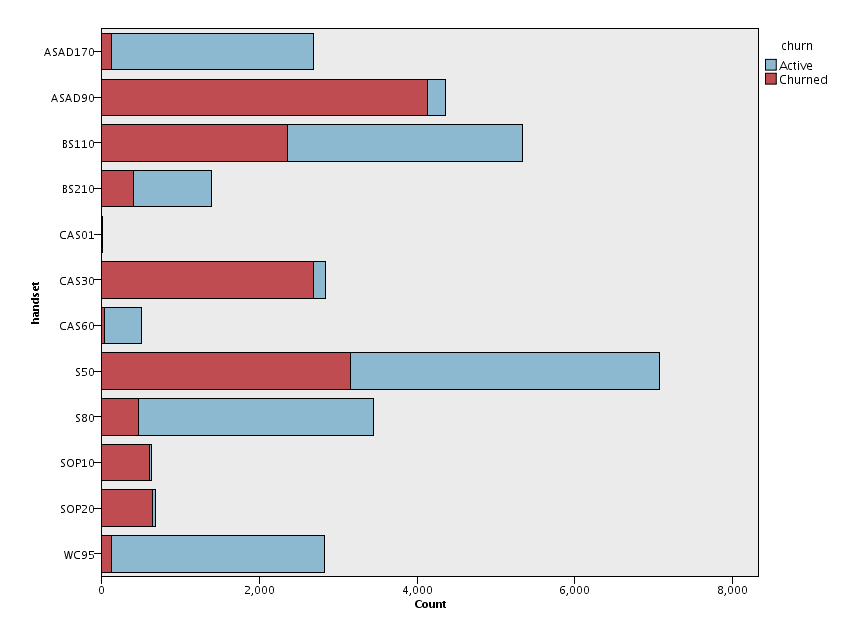 churn
Active
Churned
handset
ASAD170
ASAD90
BS110
BS210
CAS01
CAS30
CAS60
S50
S80
SOP10
SOP20
WC95
0 2,000 4,000 6,000 8,000
Count